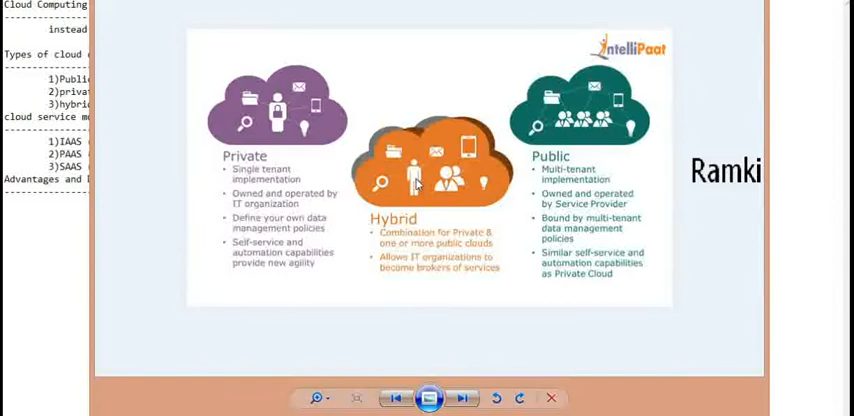 Cloud Computing
instead
Types of cloud
1)Publi
2)privat
3)hybrid
cloud service mo
1)IAAS
2)PAAS
3)SAAS
Advantages and
IntelliPaat
Private
• Single tenant
implementation
• Owned and operated by
IT organization
• Define your own data
management policies
• Self-service and
automation capabilities
provide new agility
Hybrid
• Combination for Private &
one or more public clouds
• Allows IT organizations to
become brokers of services
Public
• Multi-tenant
implementation
• Owned and operated
by Service Provider
• Bound by multi-tenant
data management
policies
• Similar self-service and
automation capabilities
as Private Cloud
Ramki